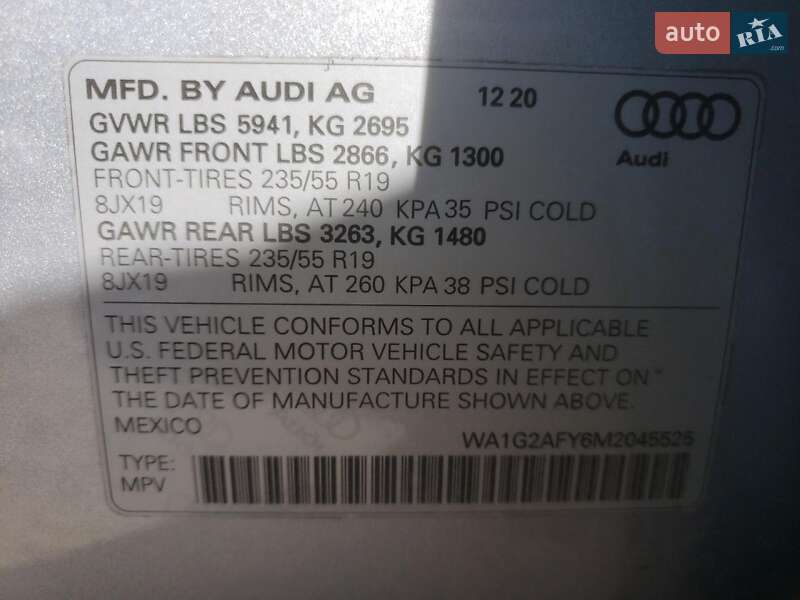 auto RIA.com
MFD. BY AUDI AG 12 20
GVWR LBS 5941, KG 2695
GAWR FRONT LBS 2866, KG 1300
Audi
FRONT-TIRES 235/55 R19
8JX19 RIMS, AT 240 KPA 35 PSI COLD
GAWR REAR LBS 3263, KG 1480
REAR-TIRES 235/55 R19
8JX19 RIMS, AT 260 KPA 38 PSI COLD
THIS VEHICLE CONFORMS TO ALL APPLICABLE
U.S. FEDERAL MOTOR VEHICLE SAFETY AND
THEFT PREVENTION STANDARDS IN EFFECT ON
THE DATE OF MANUFACTURE SHOWN ABOVE.
MEXICO
WA1G2AFY6M2045525
TYPE:
MPV